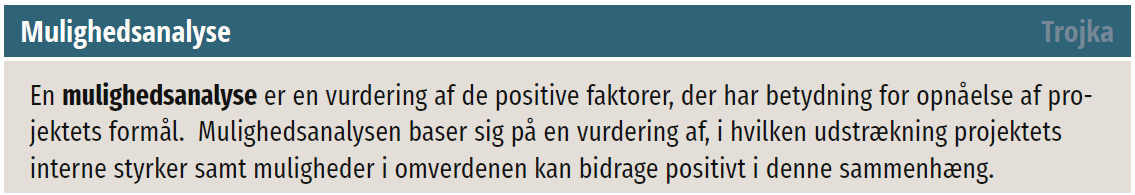 Mulighedsanalyse Trojka
En mulighedsanalyse er en vurdering af de positive faktorer, der har betydning for opnåelse af pro-
jektets formål. Mulighedsanalysen baser sig på en vurdering af, i hvilken udstrækning projektets
interne styrker samt muligheder i omverdenen kan bidrage positivt i denne sammenhæng.